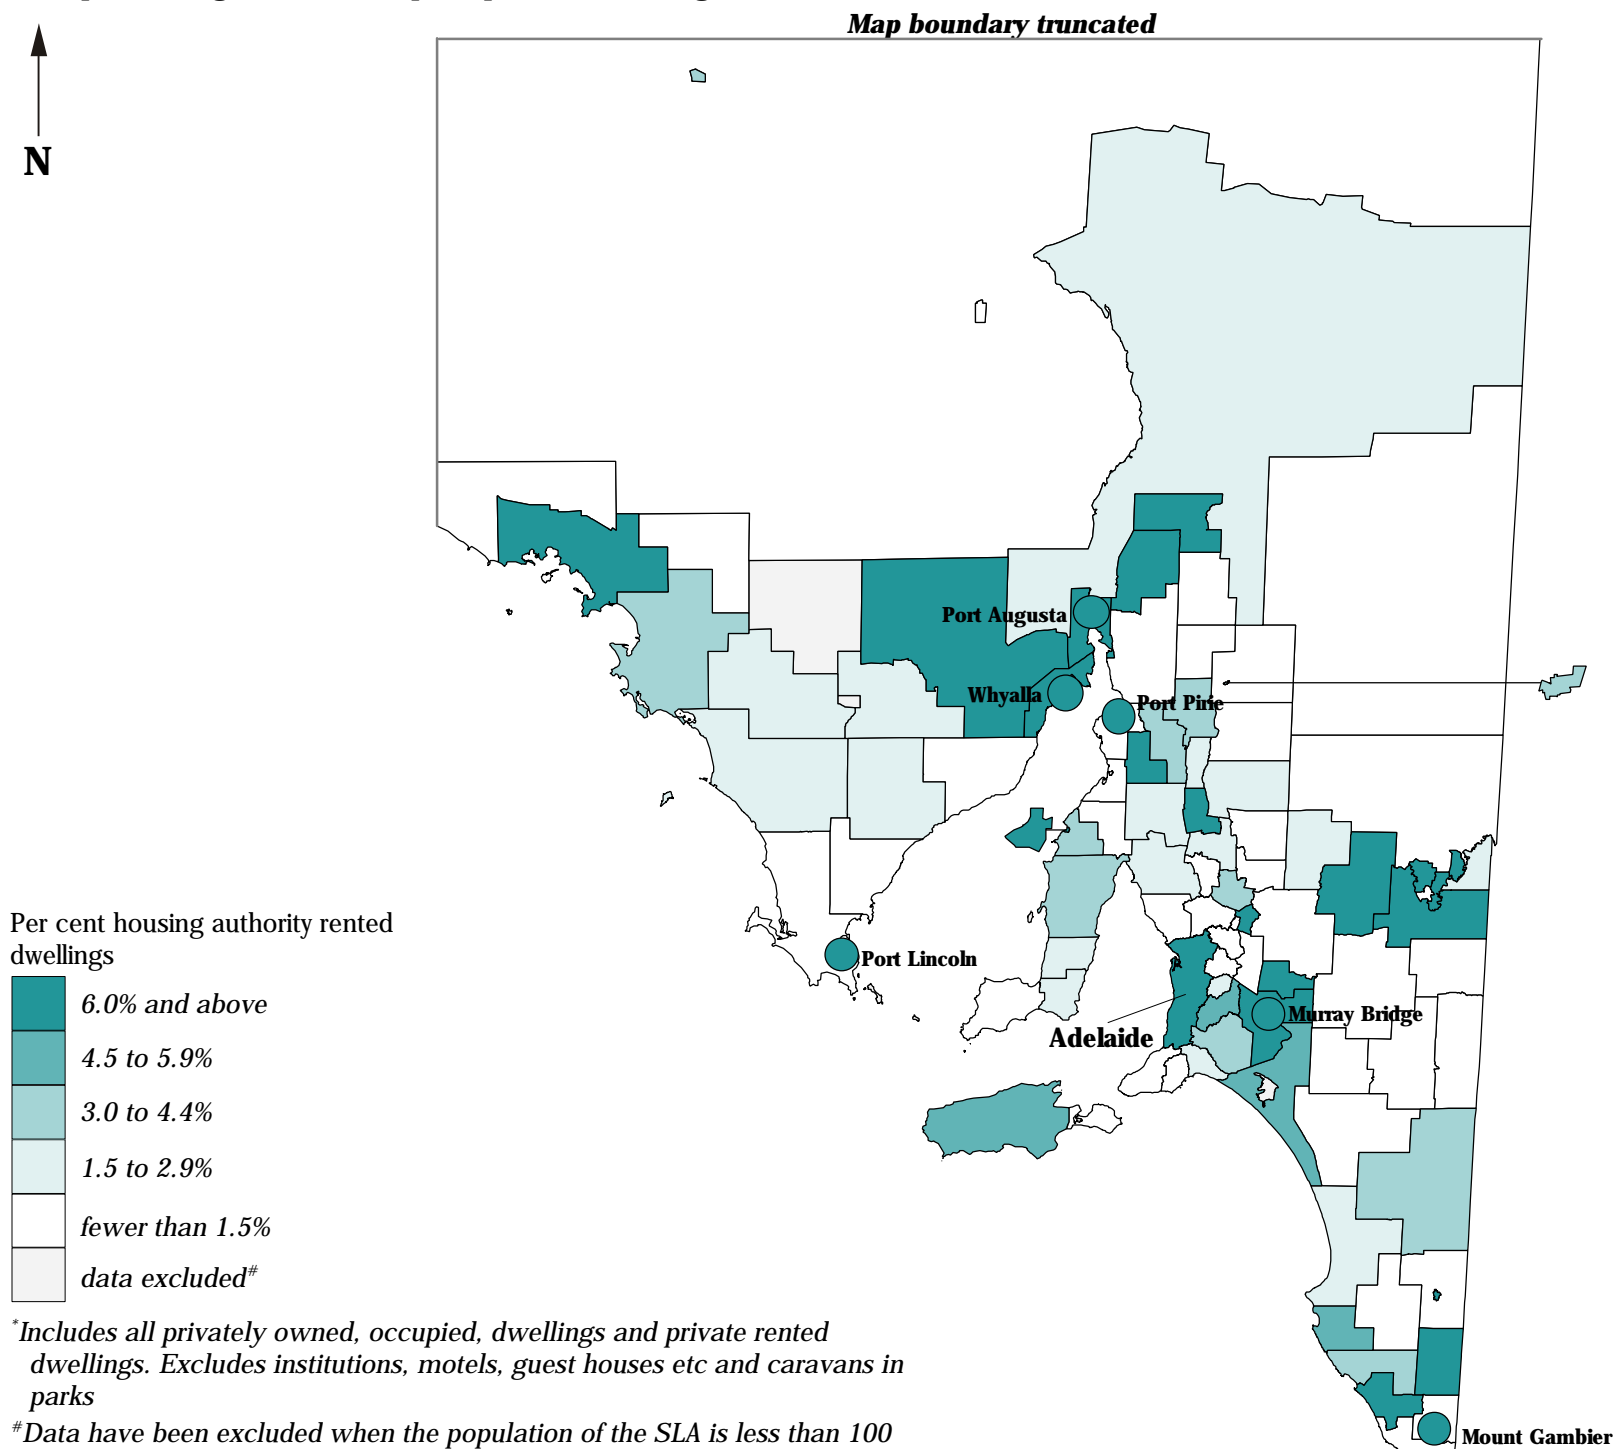 Map boundary truncated
N
Port Augusta
Whyalla
Port Pirie
Port Lincoln
Adelaide
Murray Bridge
Mount Gambier
Per cent housing authority rented
dwellings
6.0% and above
4.5 to 5.9%
3.0 to 4.4%
1.5 to 2.9%
fewer than 1.5%
data excluded#
*Includes all privately owned, occupied, dwellings and private rented
dwellings. Excludes institutions, motels, guest houses etc and caravans in
parks
#Data have been excluded when the population of the SLA is less than 100